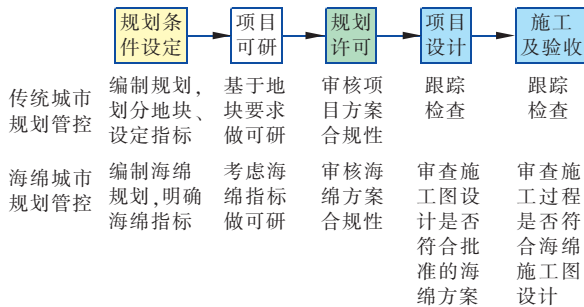 规划条
件设定
项目
可研
规划
许可
项目
设计
施工
及验收
传统城市
规划管控
编制规划,
划分地块、
设定指标
基于地
块要求
做可研
审核项
目方案
合规性
跟踪
检查
跟踪
检查
海绵城市
规划管控
编制海绵
规划,明确
海绵指标
考虑海
绵指标
做可研
审核海
绵方案
合规性
审查施
工图设
计是否
符合批
准的海
绵方案
审查施
工过程
是否符
合海绵
施工图
设计